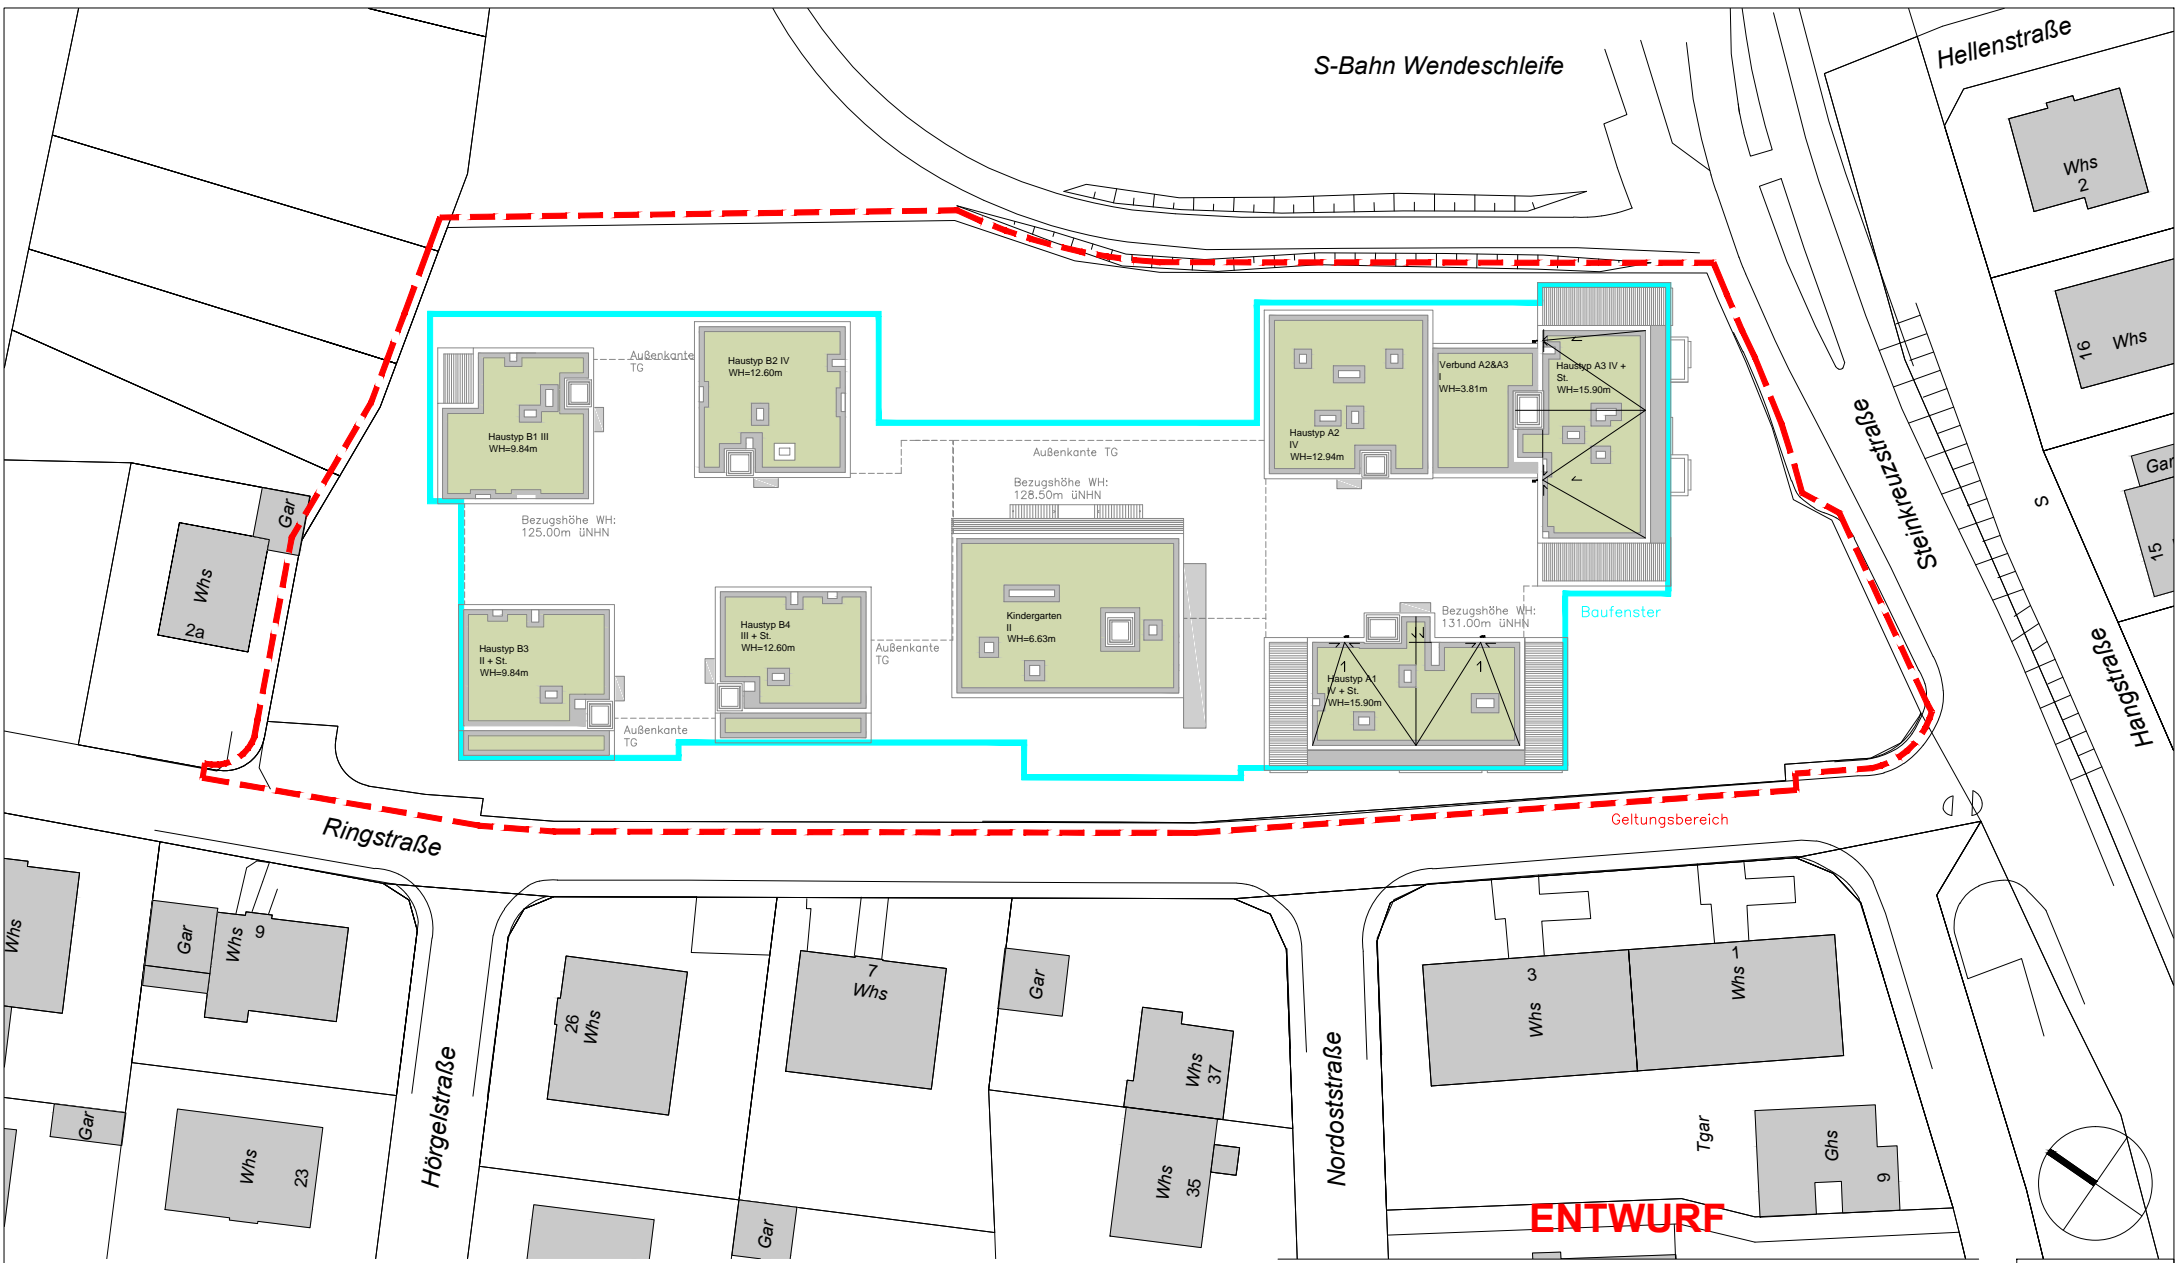 S-Bahn Wendeschleife
Hellenstraße
Whs
2
16
Whs
Gar
15
S
Steinkreuzstraße
Hangstraße
Außenkante
TG
Haustyp B2 IV
WH=12.60m
Haustyp B1 III
WH=9.84m
Verbund A2&A3
I
WH=3.81m
Haustyp A3 IV +
St.
WH=15.90m
Haustyp A2
IV
WH=12.94m
Außenkante TG
Bezugshöhe WH:
128.50m üNHN
Bezugshöhe WH:
125.00m üNHN
Gar
Whs
2a
Haustyp B3
II + St.
WH=9.84m
Haustyp B4
III + St.
WH=12.60m
Außenkante
TG
Kindergarten
II
WH=6.63m
Bezugshöhe WH:
131.00m üNHN
Baufenster
1
1
Haustyp A1
IV + St.
WH=15.90m
Außenkante
TG
Geltungsbereich
Ringstraße
Whs
Gar
Whs
9
26
Whs
7
Whs
Gar
Whs
37
3
Whs
1
Whs
Gar
Whs
23
Hörgelstraße
Gar
Whs
35
Nordoststraße
Tgar
Ghs
9
ENTWURF